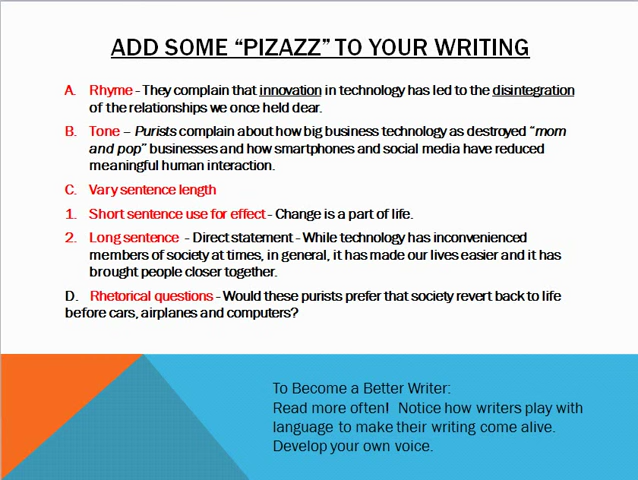 ADD SOME “PIZAZZ” TO YOUR WRITING
A. Rhyme - They complain that innovation in technology has led to the disintegration
of the relationships we once held dear.
B. Tone – Purists complain about how big business technology as destroyed “mom
and pop” businesses and how smartphones and social media have reduced
meaningful human interaction.
C. Vary sentence length
1. Short sentence use for effect - Change is a part of life.
2. Long sentence - Direct statement - While technology has inconvenienced
members of society at times, in general, it has made our lives easier and it has
brought people closer together.
D. Rhetorical questions - Would these purists prefer that society revert back to life
before cars, airplanes and computers?
To Become a Better Writer:
Read more often! Notice how writers play with
language to make their writing come alive.
Develop your own voice.